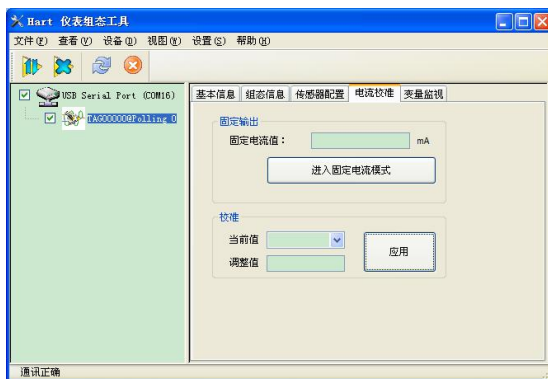 Hart 仪表组态工具
文件(F) 查看(V) 设备(D) 视图(W) 设置(S) 帮助(H)
USB Serial Port (COM16)
TAG00000@Polling 0
基本信息 组态信息 传感器配置 电流校准 变量监视
固定输出
固定电流值： mA
进入固定电流模式
校准
当前值
调整值
应用
通讯正确